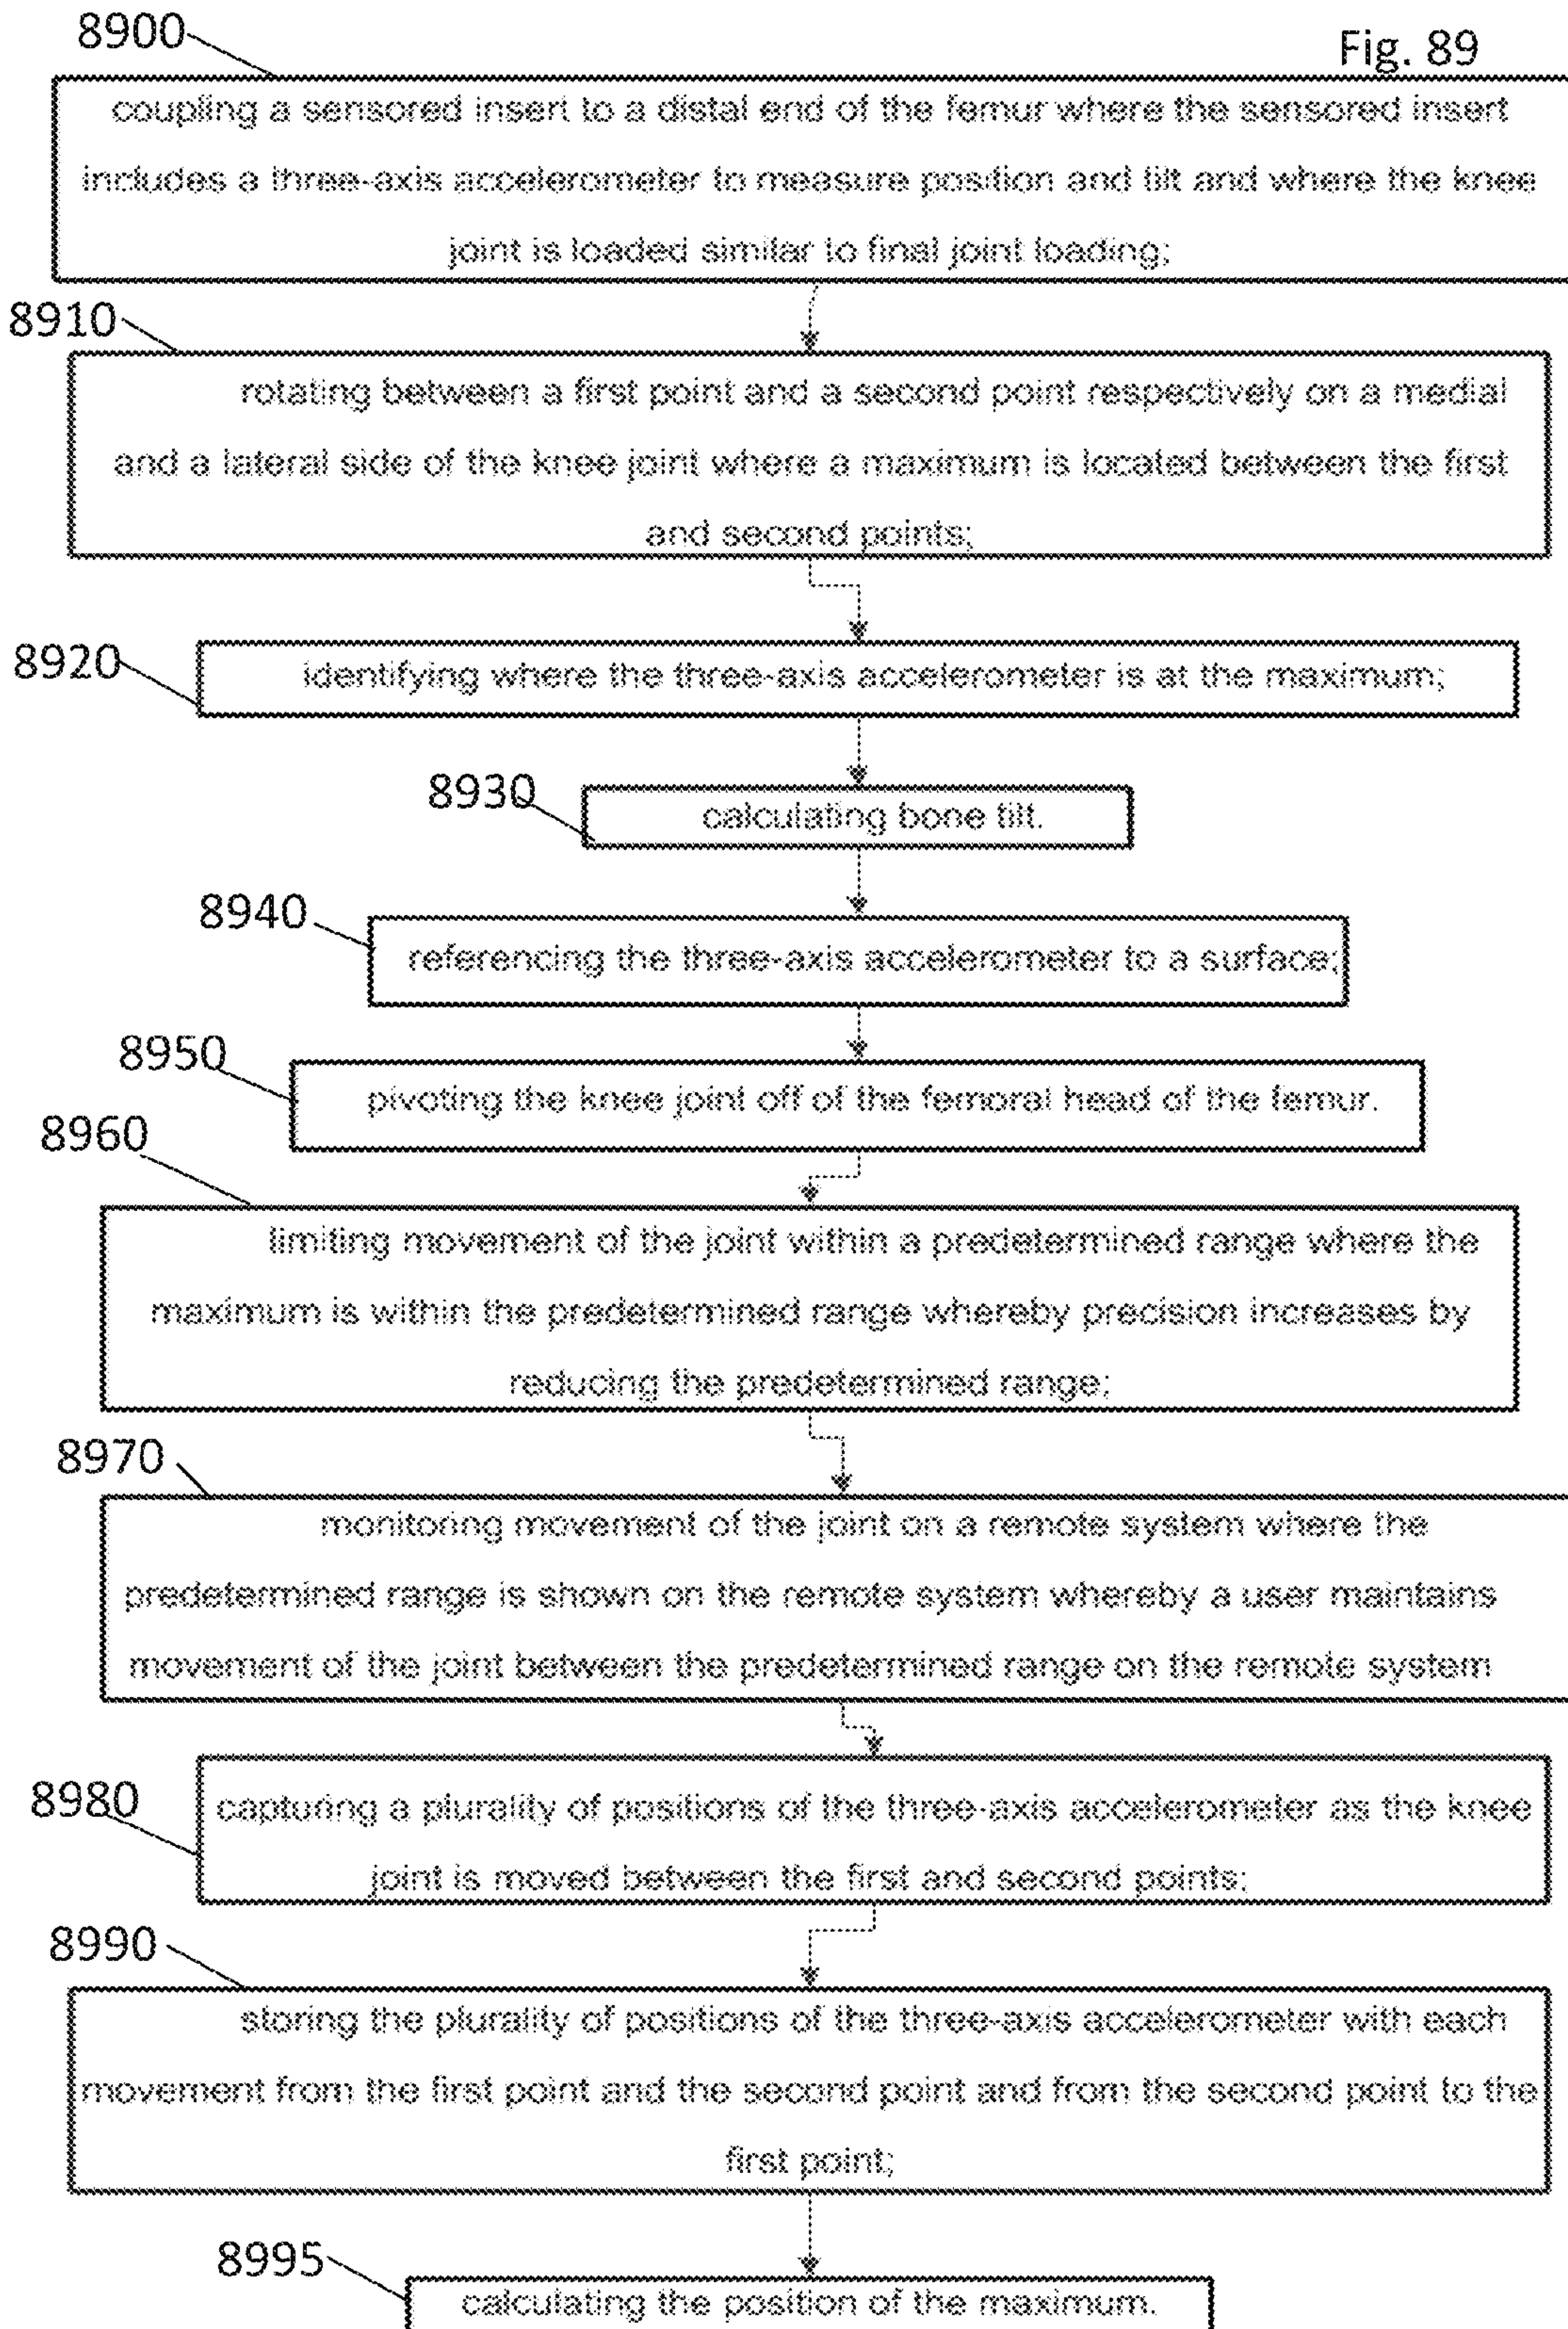 8900
Fig. 89
coupling a sensored insert to a distal end of the femur where the sensored insert
includes a three-axis accelerometer to measure position and tilt and where the knee
joint is loaded similar to final joint loading;
8910
rotating between a first point and a second point respectively on a medial
and a lateral side of the knee joint where a maximum is located between the first
and second points;
8920
identifying where the three-axis accelerometer is at the maximum;
8930
calculating bone tilt.
8940
referencing the three-axis accelerometer to a surface;
8950
pivoting the knee joint off of the femoral head of the femur.
8960
limiting movement of the joint within a predetermined range where the
maximum is within the predetermined range whereby precision increases by
reducing the predetermined range;
8970
monitoring movement of the joint on a remote system where the
predetermined range is shown on the remote system whereby a user maintains
movement of the joint between the predetermined range on the remote system
8980
capturing a plurality of positions of the three-axis accelerometer as the knee
joint is moved between the first and second points;
8990
storing the plurality of positions of the three-axis accelerometer with each
movement from the first point and the second point and from the second point to the
first point;
8995
calculating the position of the maximum.